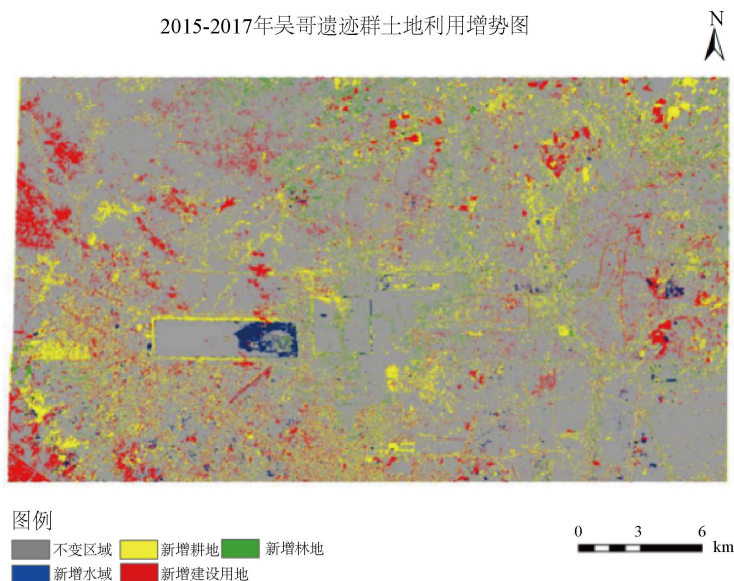 2015-2017年吴哥遗迹群土地利用增势图
N
图例
不变区域 新增耕地 新增林地
新增水域 新增建设用地
0 3 6
km